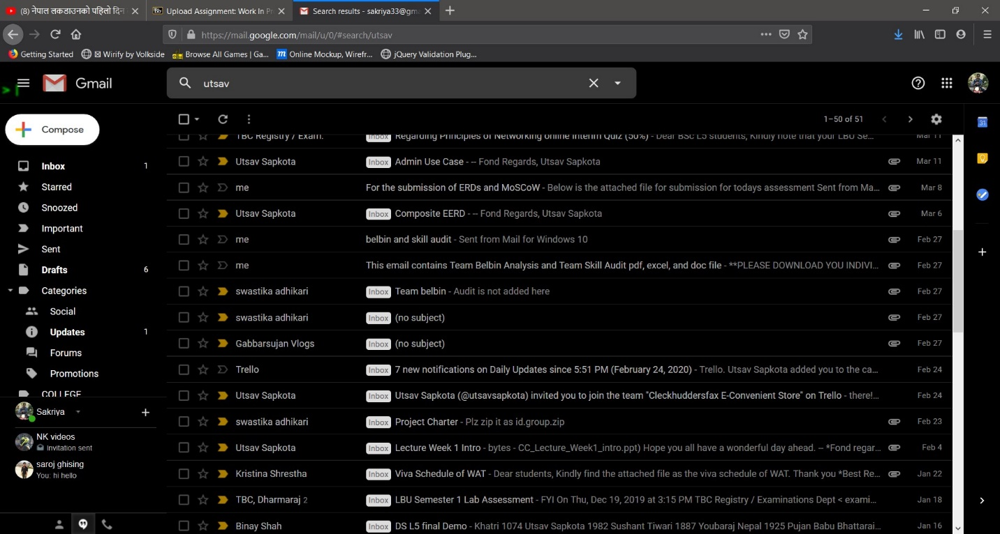 (8) नेपाल लकडाउनको पहिलो दिन
Upload Assignment: Work In Pr
Search results - sakriya33@gma
https://mail.google.com/mail/u/0/#search/utsav
Getting Started Wirify by Volkside Browse All Games | Ga... Online Mockup, Wirefr... jQuery Validation Plug...
Gmail
utsav
Compose
1–50 of 51
31
Inbox 1
Starred
Snoozed
Important
Sent
Drafts 6
Categories
Social
Updates 1
Forums
Promotions
COLLEGE
Sakriya
NK videos
Invitation sent
saroj ghising
You: hi hello
TBC Registry / Exam. Inbox Regarding Principles of Networking online Interim Quiz (50%) - Dear BSc L5 students, Kindly note that your LBU Se... Mar 11
Utsav Sapkota Inbox Admin Use Case - -- Fond Regards, Utsav Sapkota Mar 11
me For the submission of ERDs and MoSCoW - Below is the attached file for submission for todays assessment Sent from Ma... Mar 8
Utsav Sapkota Inbox Composite EERD - -- Fond Regards, Utsav Sapkota Mar 6
me belbin and skill audit - Sent from Mail for Windows 10 Feb 27
me This email contains Team Belbin Analysis and Team Skill Audit pdf, excel, and doc file - **PLEASE DOWNLOAD YOU INDIVI... Feb 27
swastika adhikari Inbox Team belbin - Audit is not added here Feb 27
swastika adhikari Inbox (no subject) Feb 27
Gabbarsujan Vlogs Inbox (no subject) Feb 27
Trello Inbox 7 new notifications on Daily Updates since 5:51 PM (February 24, 2020) - Trello. Utsav Sapkota added you to the ca... Feb 24
Utsav Sapkota Inbox Utsav Sapkota (@utsavsapkota) invited you to join the team "Cleckhuddersfax E-Convenient Store" on Trello - there!... Feb 24
swastika adhikari Inbox Project Charter - Plz zip it as id.group.zip Feb 23
Utsav Sapkota Inbox Lecture Week 1 Intro - bytes - CC_Lecture_Week1_intro.ppt) Hope you all have a wonderful day ahead. -- *Fond regar... Feb 4
Kristina Shrestha Inbox Viva Schedule of WAT - Dear students, Kindly find the attached file as the viva schedule of WAT. Thank you *Best Re... Jan 22
TBC, Dharmaraj 2 Inbox LBU Semester 1 Lab Assessment - FYI On Thu, Dec 19, 2019 at 3:15 PM TBC Registry / Examinations Dept < exami... Jan 18
Binay Shah Inbox DS L5 final Demo - Khatri 1074 Utsav Sapkota 1982 Sushant Tiwari 1887 Youbaraj Nepal 1925 Pujan Babu Bhattarai... Jan 16